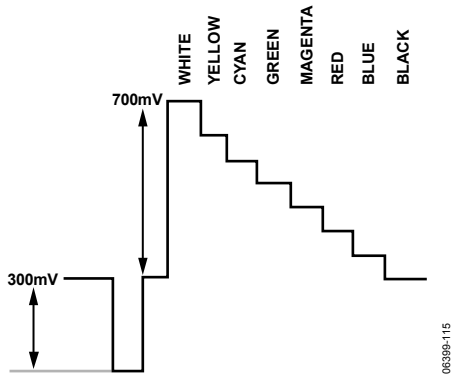 WHITE
YELLOW
CYAN
GREEN
MAGENTA
RED
BLUE
BLACK
700mV
300mV
06399-115